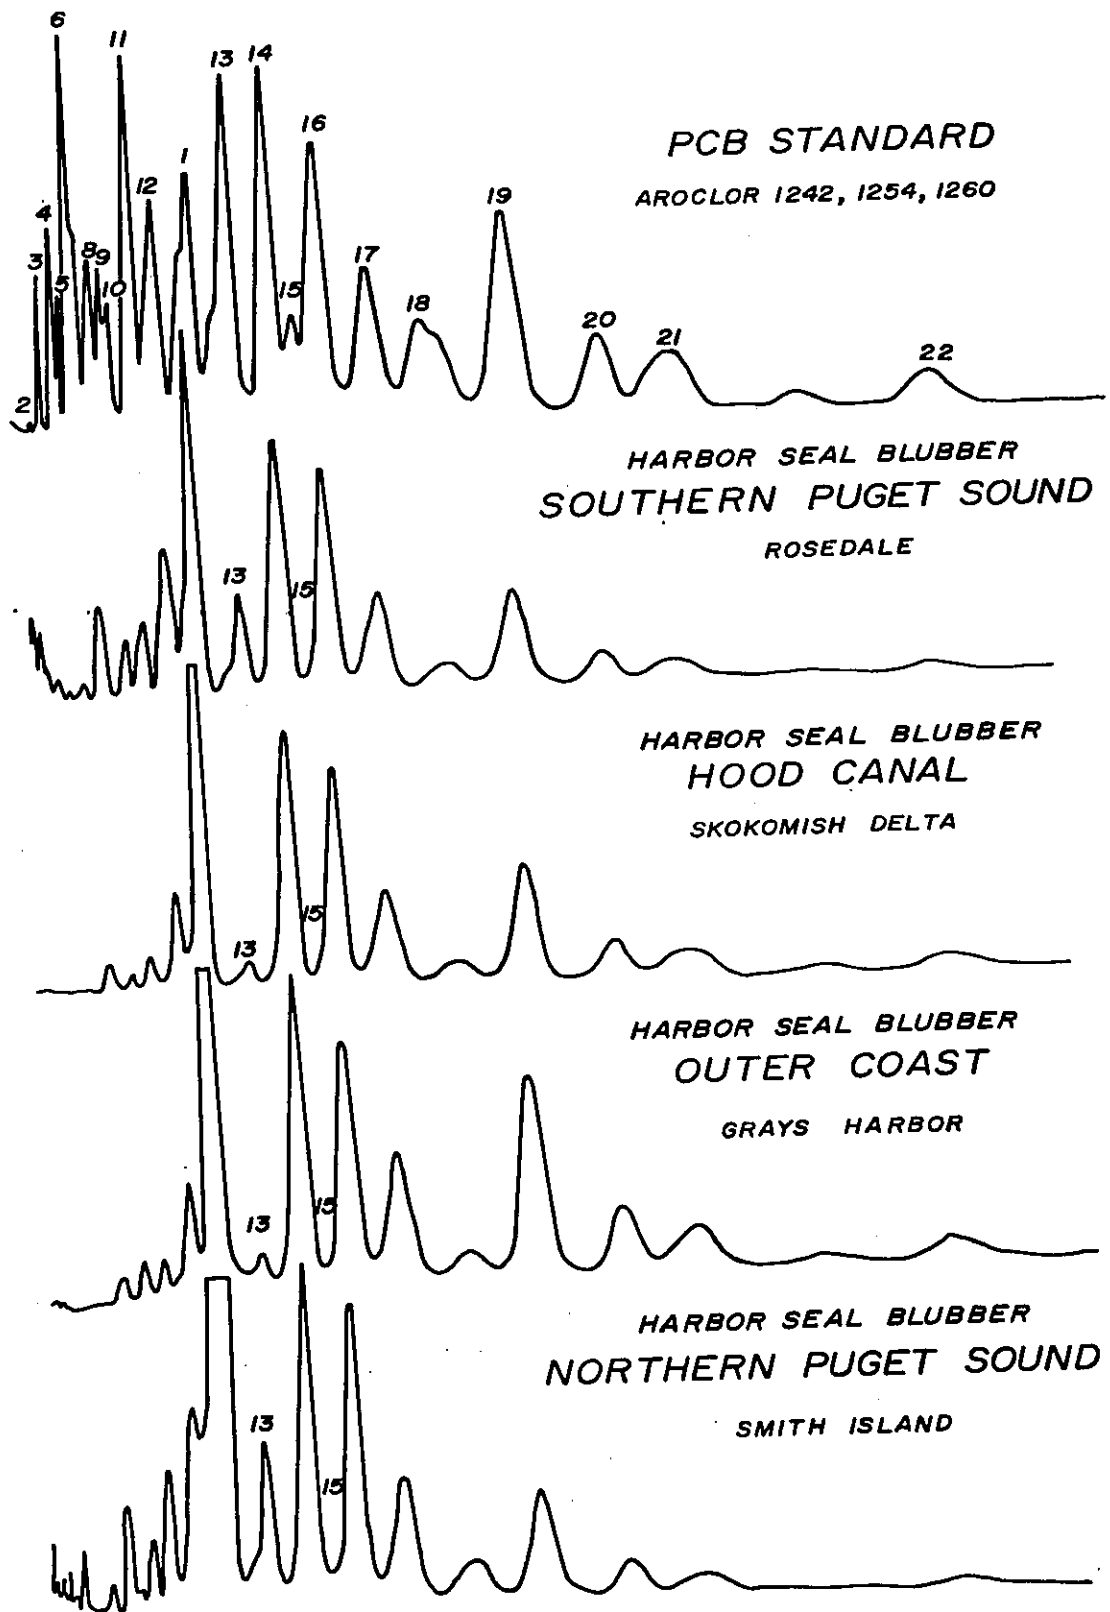 6
11
13
14
16
1
12
4
19
3
5
8
9
10
15
17
18
20
21
22
2
PCB STANDARD
AROCLOR 1242, 1254, 1260
HARBOR SEAL BLUBBER
SOUTHERN PUGET SOUND
ROSEDALE
13
15
HARBOR SEAL BLUBBER
HOOD CANAL
SKOKOMISH DELTA
13
15
HARBOR SEAL BLUBBER
OUTER COAST
GRAYS HARBOR
13
15
HARBOR SEAL BLUBBER
NORTHERN PUGET SOUND
SMITH ISLAND
13
15